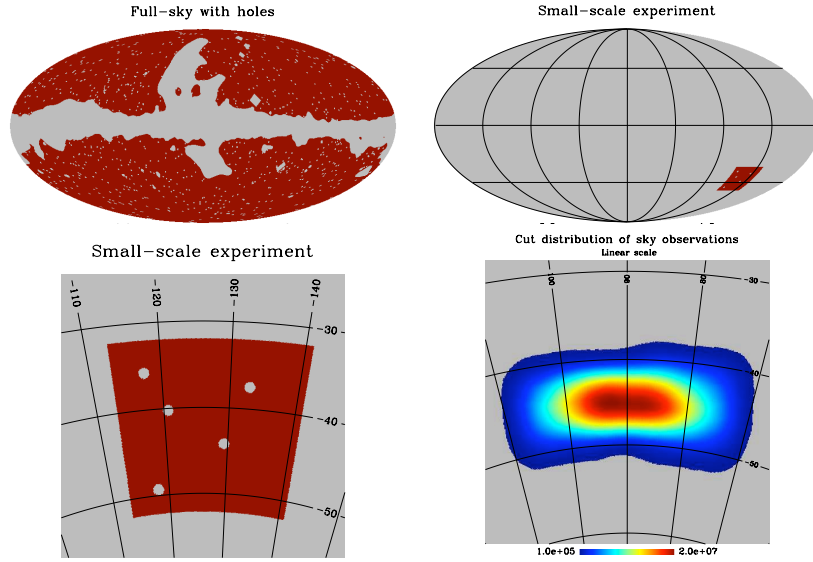 Full-sky with holes
Small-scale experiment
Small-scale experiment
-110
-120
-130
-140
-30
-40
-50
Cut distribution of sky observations
Linear scale
100
90
80
-30
-40
-50
1.0e+05
2.0e+07